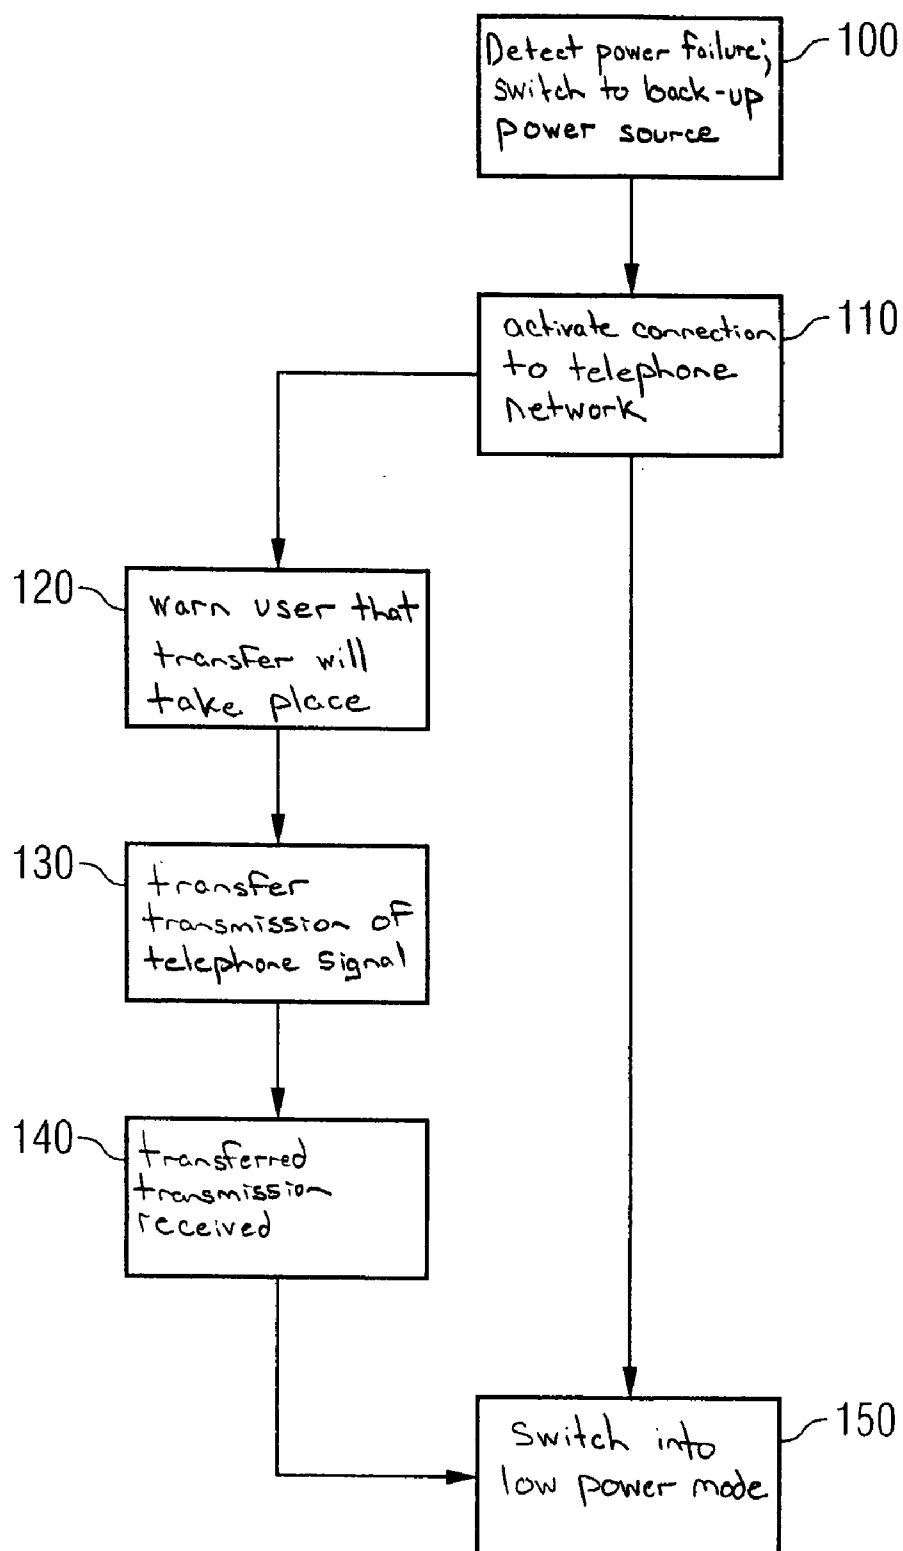 Detect power failure;
switch to back-up
power source
100
activate connection
to telephone
network
110
120
warn user that
transfer will
take place
130
transfer
transmission of
telephone signal
140
transferred
transmission
received
Switch into
low power mode
150